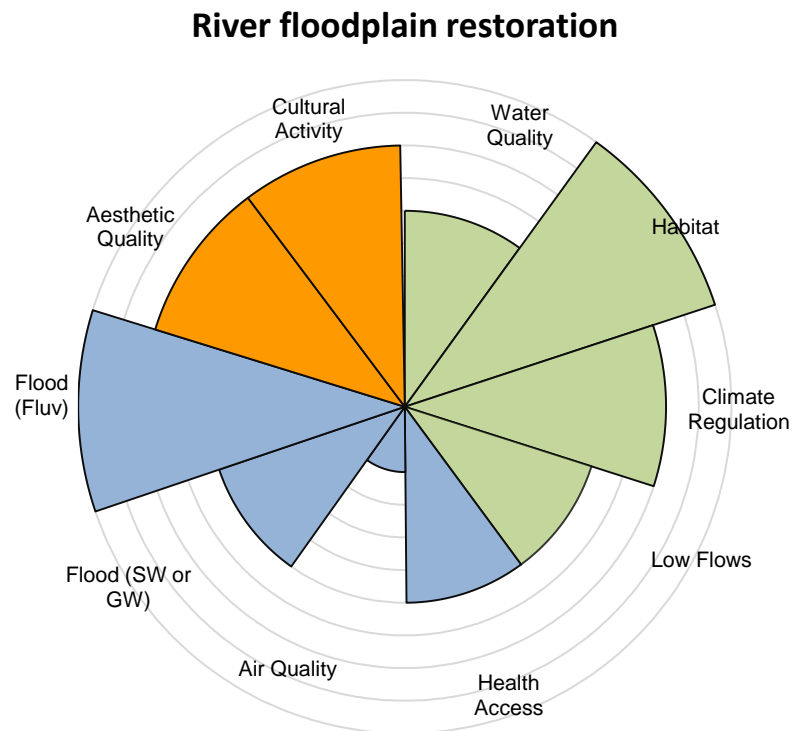 River floodplain restoration
Cultural
Activity
Water
Quality
Aesthetic
Quality
Habitat
Flood
(Fluv)
Climate
Regulation
Flood (SW or
GW)
Low Flows
Air Quality
Health
Access